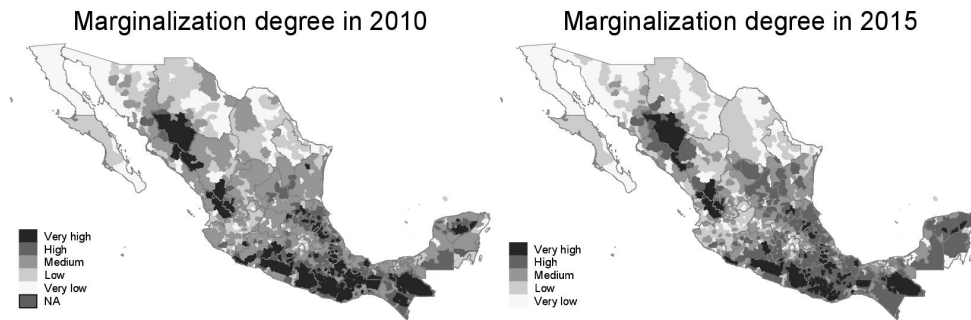 Marginalization degree in 2010
Very high
High
Medium
Low
Very low
NA
Marginalization degree in 2015
Very high
High
Medium
Low
Very low